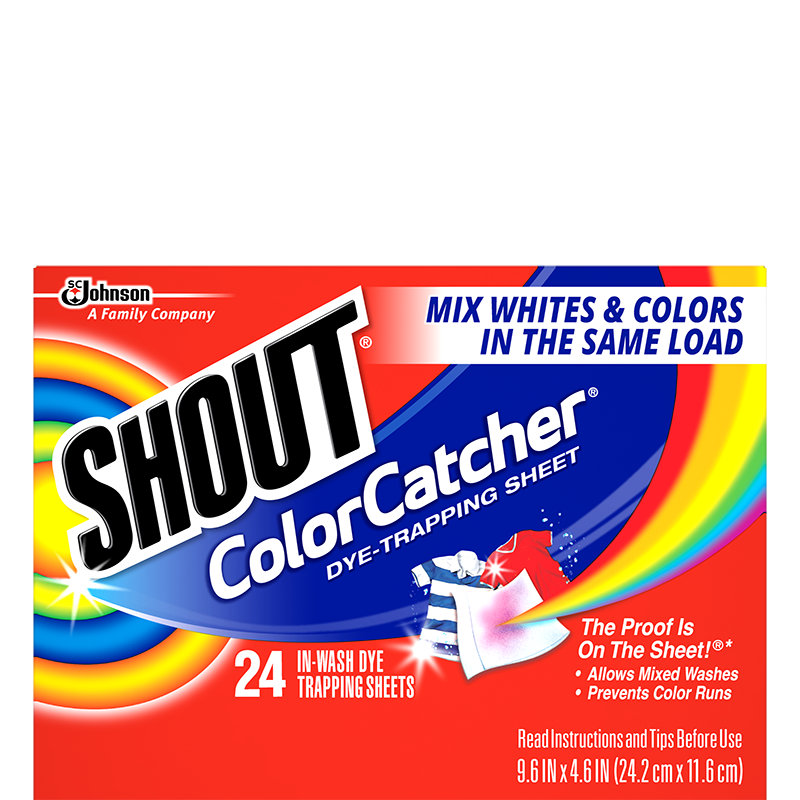 SC Johnson
A Family Company
MIX WHITES & COLORS
IN THE SAME LOAD
SHOUT®
ColorCatcher®
DYE-TRAPPING SHEET
24 IN-WASH DYE
TRAPPING SHEETS
The Proof Is
On The Sheet!®*
• Allows Mixed Washes
• Prevents Color Runs
Read Instructions and Tips Before Use
9.6 IN x 4.6 IN (24.2 cm x 11.6 cm)